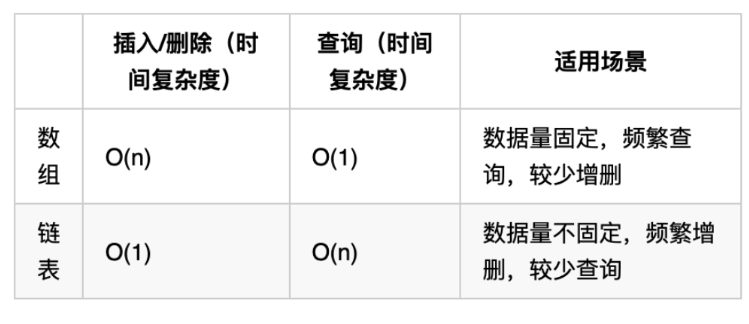 插入/删除（时
间复杂度）
查询（时间
复杂度）
适用场景
数
组
O(n)
O(1)
数据量固定，频繁查
询，较少增删
链
表
O(1)
O(n)
数据量不固定，频繁增
删，较少查询